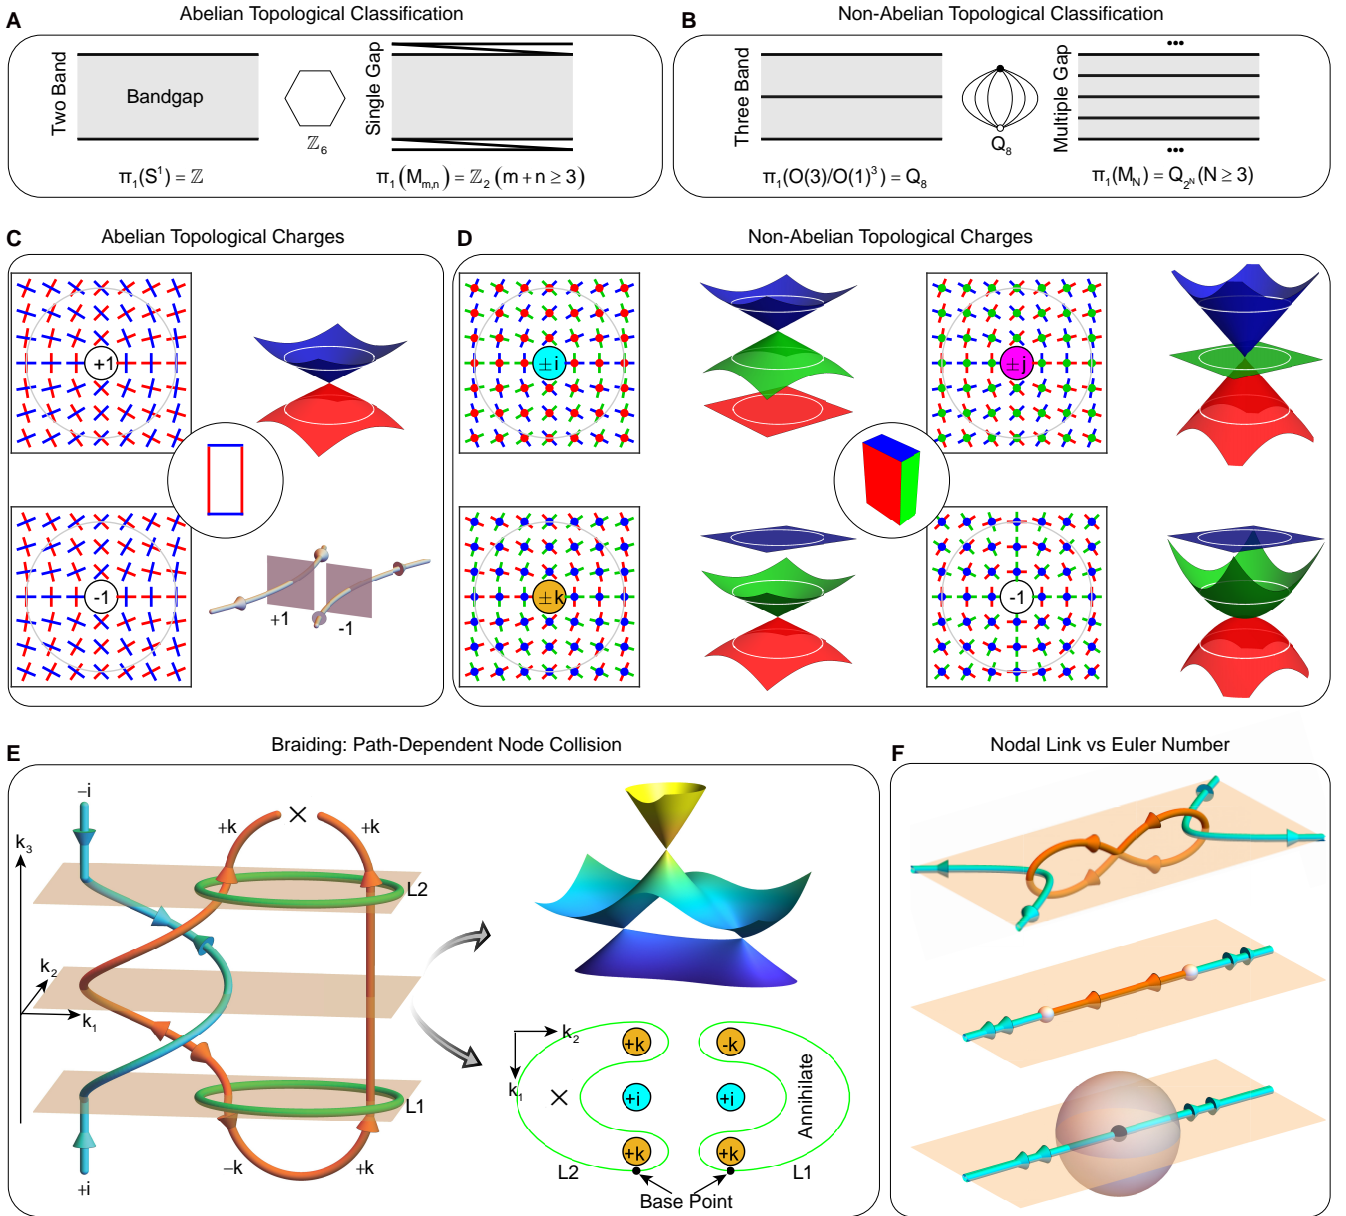 A
Abelian Topological Classification
Two Band
Bandgap
ℤ₆
Single Gap
π₁(S¹) = ℤ
π₁(Mₘ,ₙ) = ℤ₂ (m + n ≥ 3)
B
Non-Abelian Topological Classification
Three Band
Q₈
Multiple Gap
•••
•••
π₁(O(3)/O(1)³) = Q₈
π₁(M_N) = Q_{2^N} (N ≥ 3)
C
Abelian Topological Charges
+1
-1
+1
-1
D
Non-Abelian Topological Charges
±i
±j
±k
-1
E
Braiding: Path-Dependent Node Collision
−i
+k
×
+k
k₃
L2
k₂
k₁
L1
−k
+k
+i
k₂
k₁
+k
-k
×
+i
+i
Annihilate
+k
+k
L2
L1
Base Point
F
Nodal Link vs Euler Number